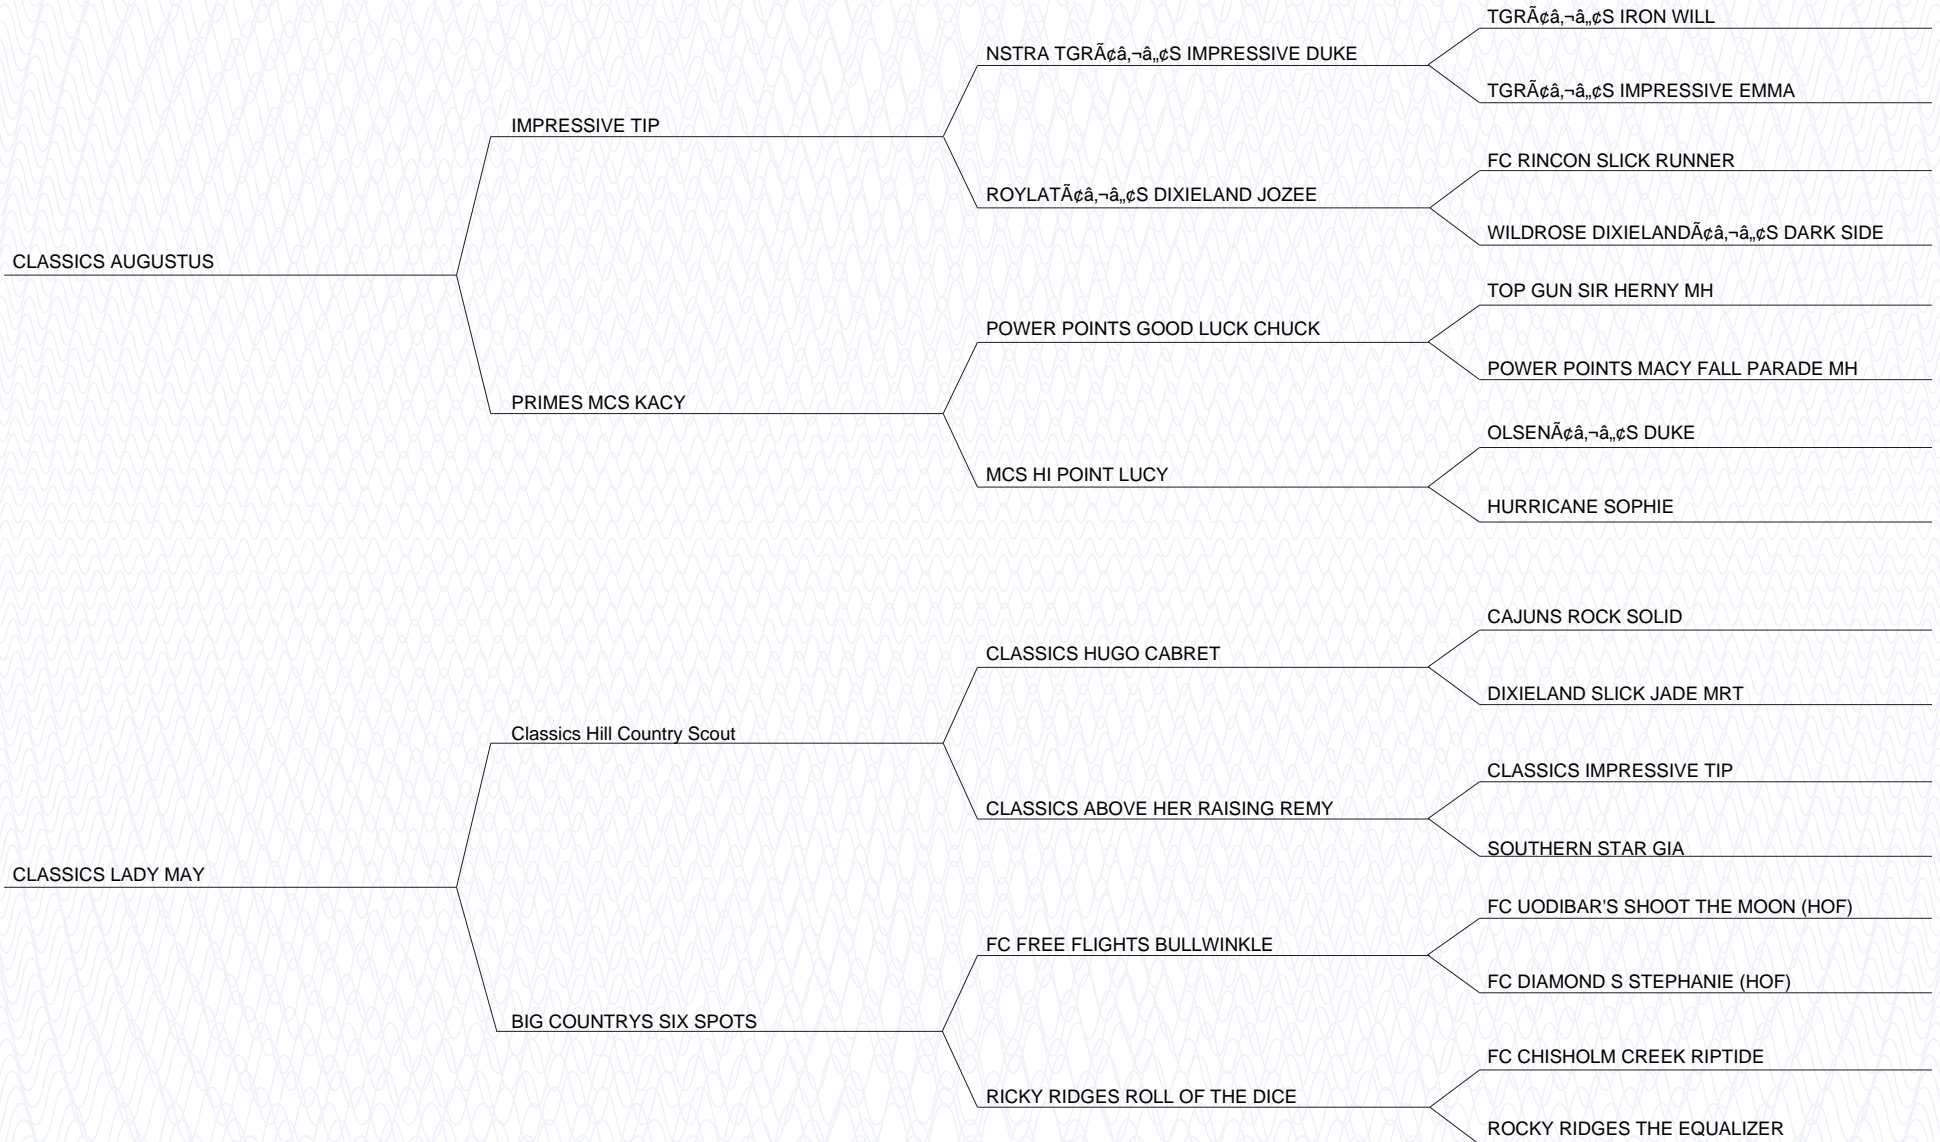 TGRÃ¢â‚¬â„¢S IRON WILL
NSTRA TGRÃ¢â‚¬â„¢S IMPRESSIVE DUKE
TGRÃ¢â‚¬â„¢S IMPRESSIVE EMMA
IMPRESSIVE TIP
FC RINCON SLICK RUNNER
ROYLATÃ¢â‚¬â„¢S DIXIELAND JOZEE
WILDROSE DIXIELANDÃ¢â‚¬â„¢S DARK SIDE
CLASSICS AUGUSTUS
TOP GUN SIR HERNY MH
POWER POINTS GOOD LUCK CHUCK
POWER POINTS MACY FALL PARADE MH
PRIMES MCS KACY
OLSENÃ¢â‚¬â„¢S DUKE
MCS HI POINT LUCY
HURRICANE SOPHIE
CAJUNS ROCK SOLID
CLASSICS HUGO CABRET
DIXIELAND SLICK JADE MRT
Classics Hill Country Scout
CLASSICS IMPRESSIVE TIP
CLASSICS ABOVE HER RAISING REMY
SOUTHERN STAR GIA
CLASSICS LADY MAY
FC UODIBAR'S SHOOT THE MOON (HOF)
FC FREE FLIGHTS BULLWINKLE
FC DIAMOND S STEPHANIE (HOF)
BIG COUNTRYS SIX SPOTS
FC CHISHOLM CREEK RIPTIDE
RICKY RIDGES ROLL OF THE DICE
ROCKY RIDGES THE EQUALIZER